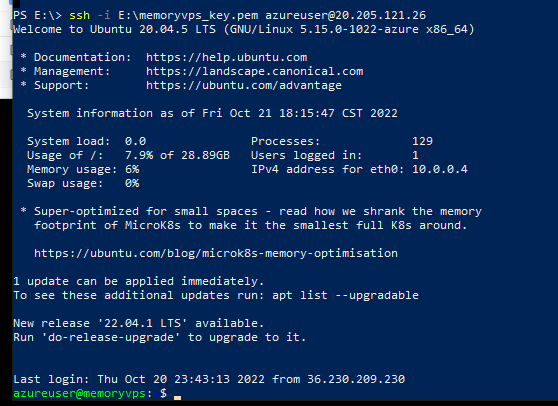 PS E:\> ssh -i E:\memoryvps_key.pem azureuser@20.205.121.26
Welcome to Ubuntu 20.04.5 LTS (GNU/Linux 5.15.0-1022-azure x86_64)
* Documentation:  https://help.ubuntu.com
* Management:     https://landscape.canonical.com
* Support:        https://ubuntu.com/advantage
System information as of Fri Oct 21 18:15:47 CST 2022
System load:  0.0               Processes:             129
Usage of /:   7.9% of 28.89GB   Users logged in:       1
Memory usage: 6%                IPv4 address for eth0: 10.0.0.4
Swap usage:   0%
* Super-optimized for small spaces - read how we shrank the memory
footprint of MicroK8s to make it the smallest full K8s around.
https://ubuntu.com/blog/microk8s-memory-optimisation
1 update can be applied immediately.
To see these additional updates run: apt list --upgradable
New release '22.04.1 LTS' available.
Run 'do-release-upgrade' to upgrade to it.
Last login: Thu Oct 20 23:43:13 2022 from 36.230.209.230
azureuser@memoryvps: $